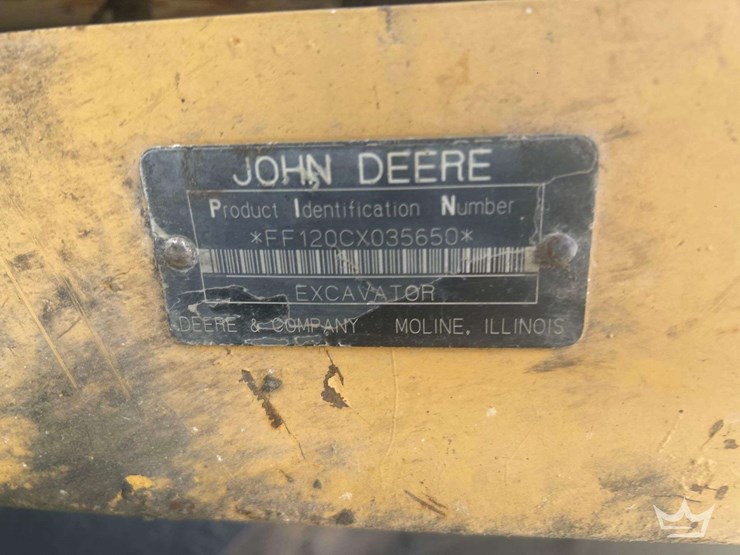 JOHN DEERE
Product Identification Number
*FF120CX035650*
EXCAVATOR
DEERE & COMPANY MOLINE, ILLINOIS